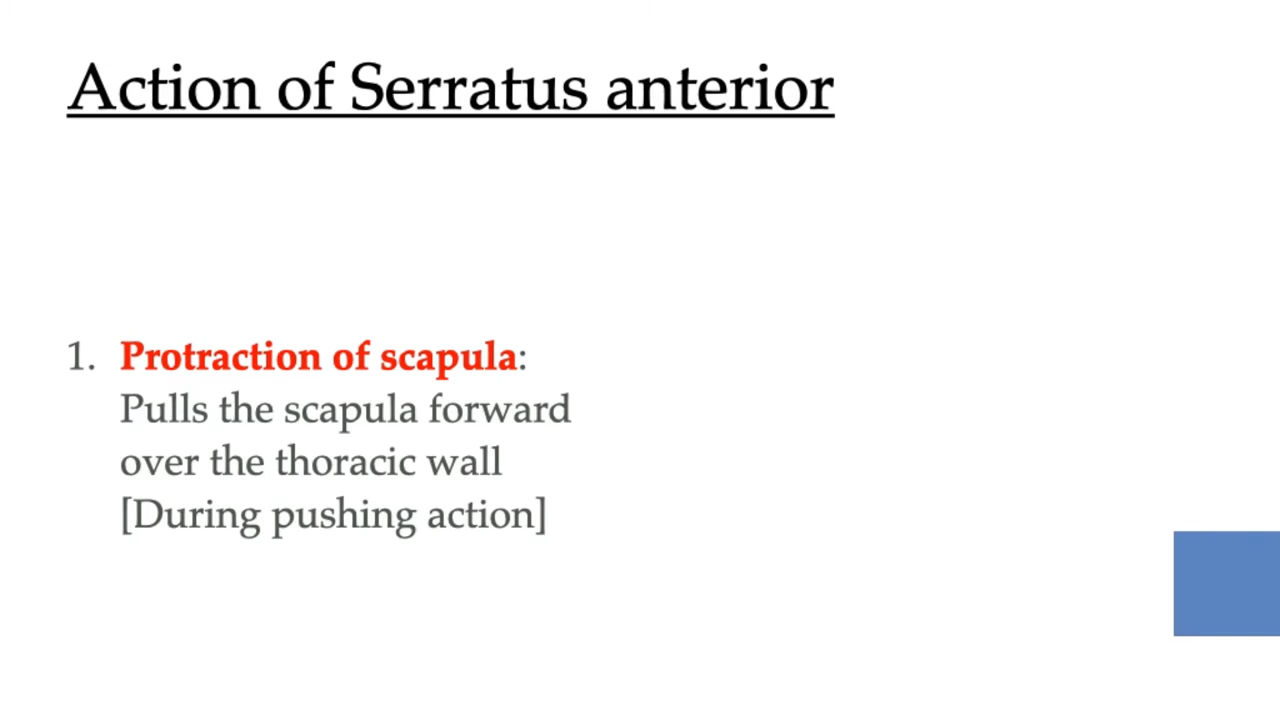 Action of Serratus anterior
1. Protraction of scapula:
Pulls the scapula forward
over the thoracic wall
[During pushing action]